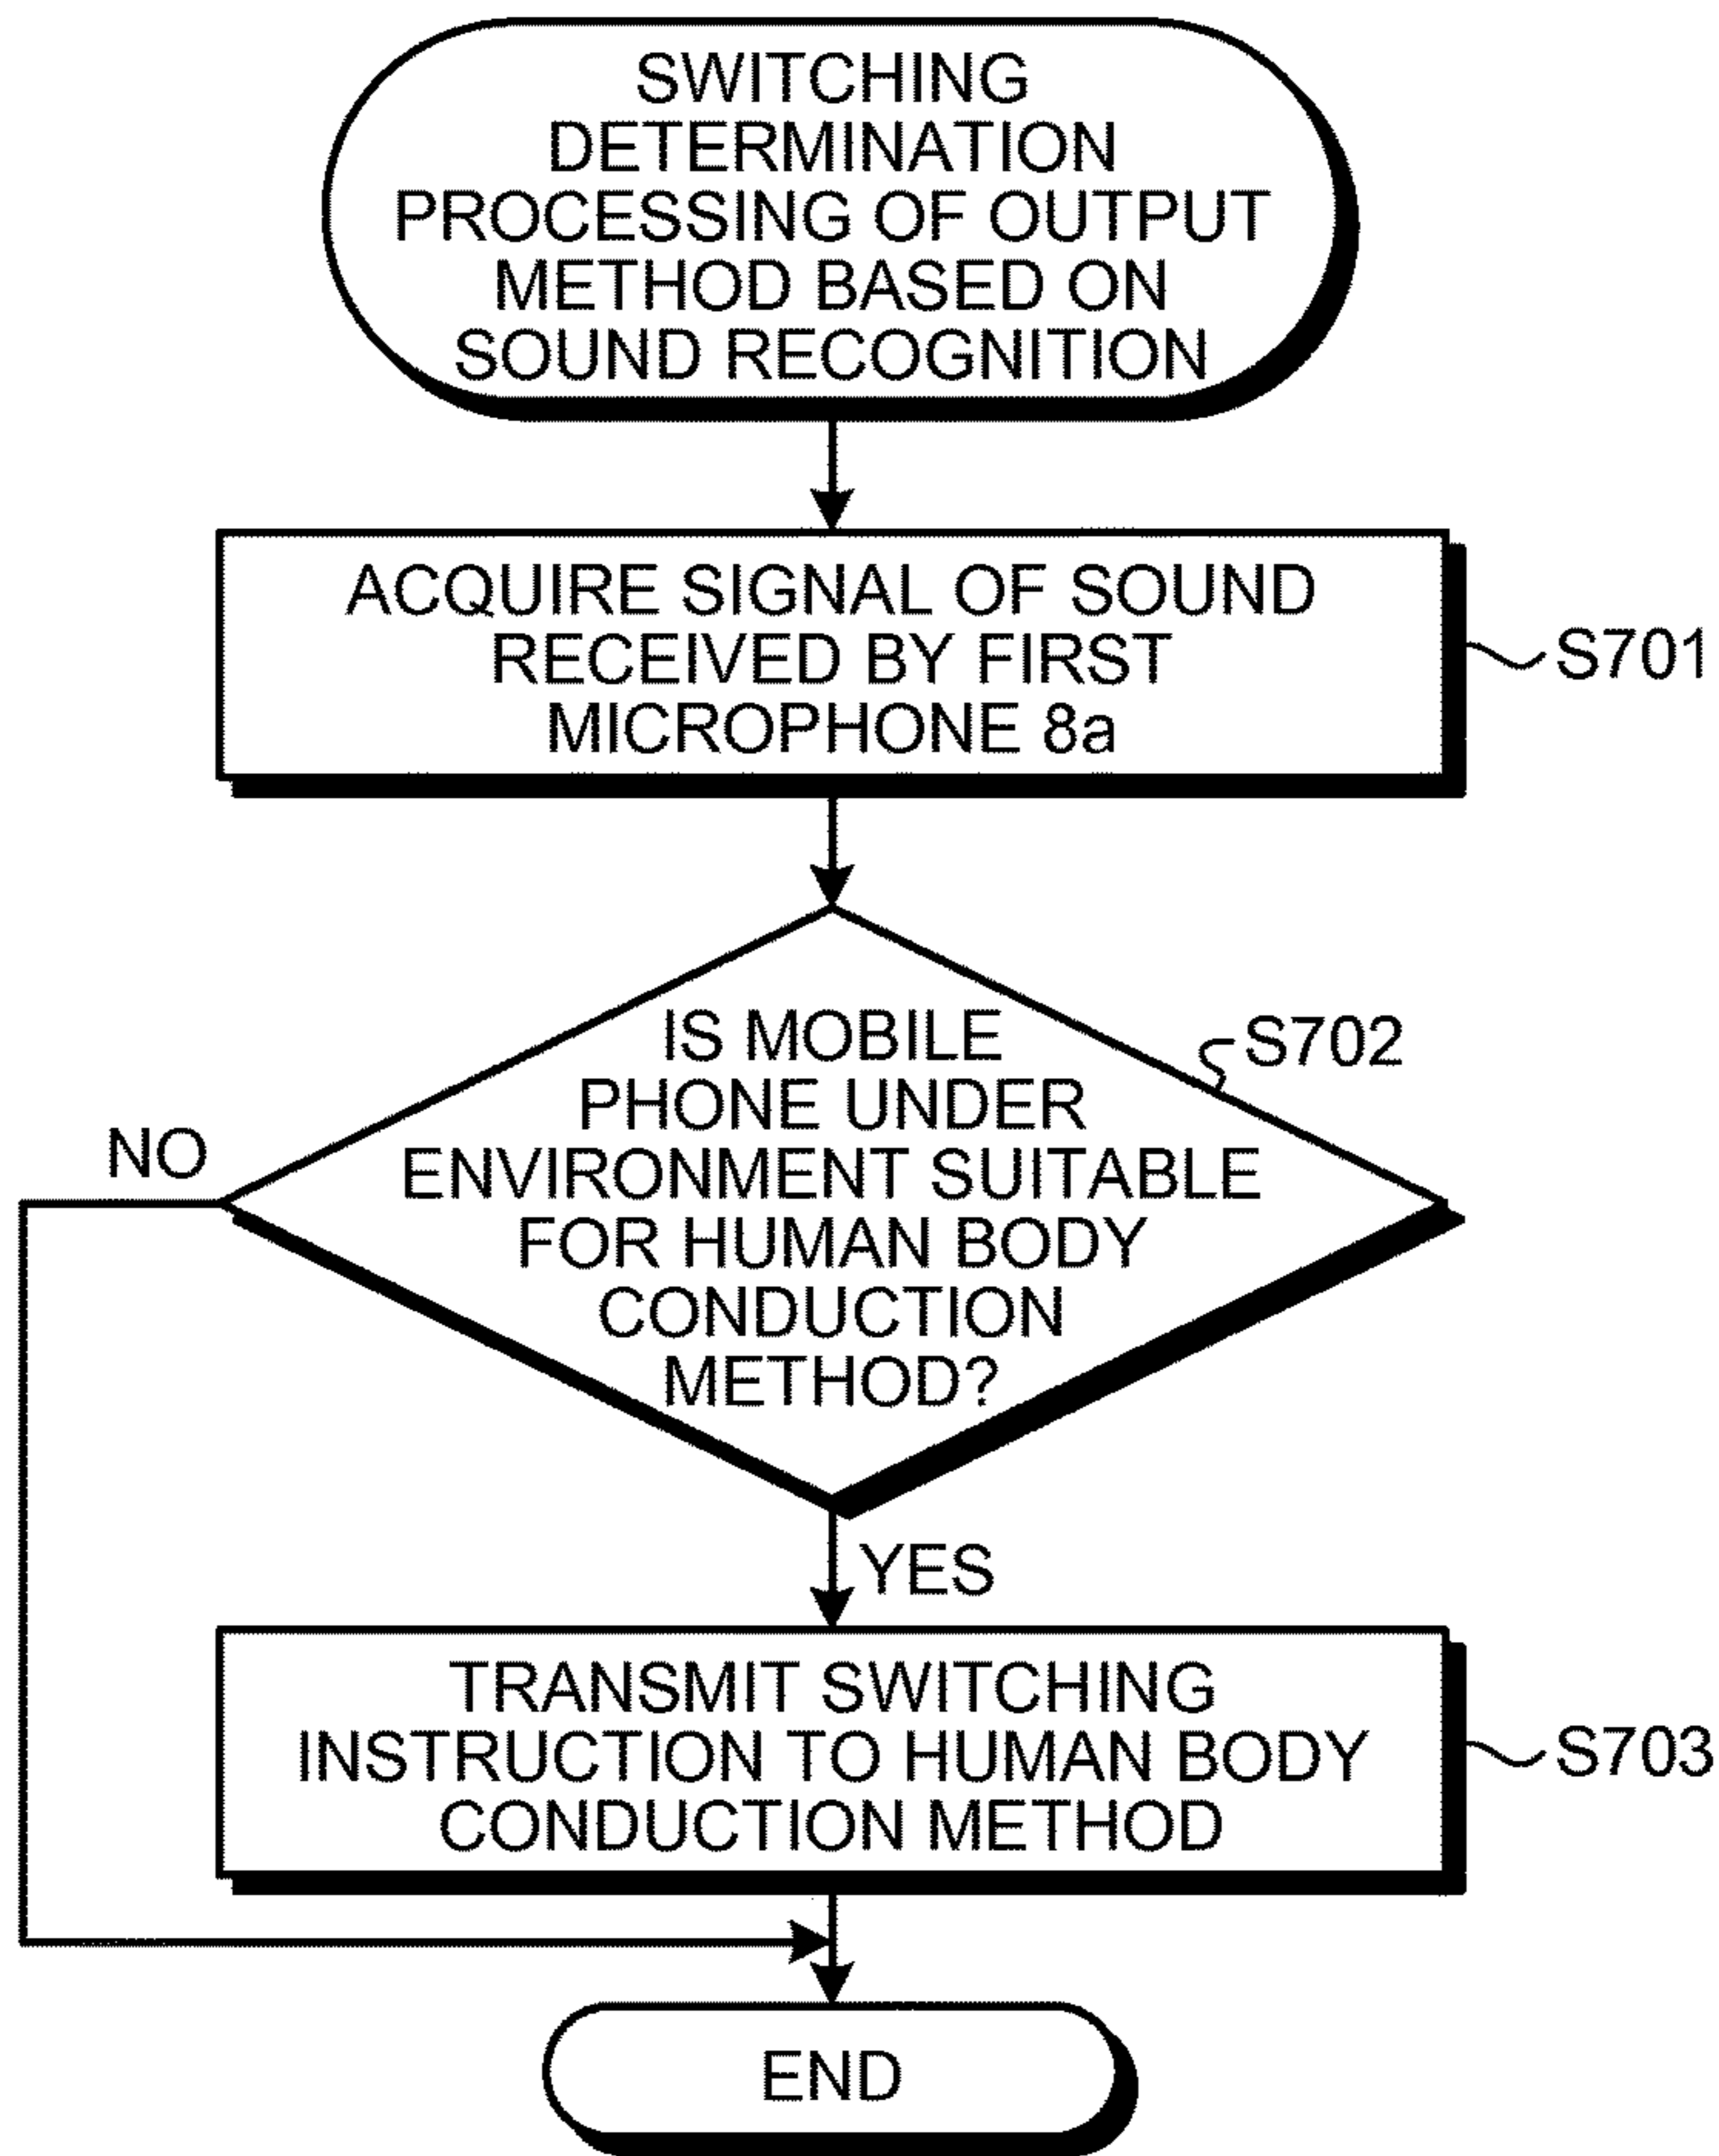 SWITCHING
DETERMINATION
PROCESSING OF OUTPUT
METHOD BASED ON
SOUND RECOGNITION
ACQUIRE SIGNAL OF SOUND
RECEIVED BY FIRST
MICROPHONE 8a
S701
IS MOBILE
PHONE UNDER
ENVIRONMENT SUITABLE
FOR HUMAN BODY
CONDUCTION
METHOD?
S702
NO
YES
TRANSMIT SWITCHING
INSTRUCTION TO HUMAN BODY
CONDUCTION METHOD
S703
END